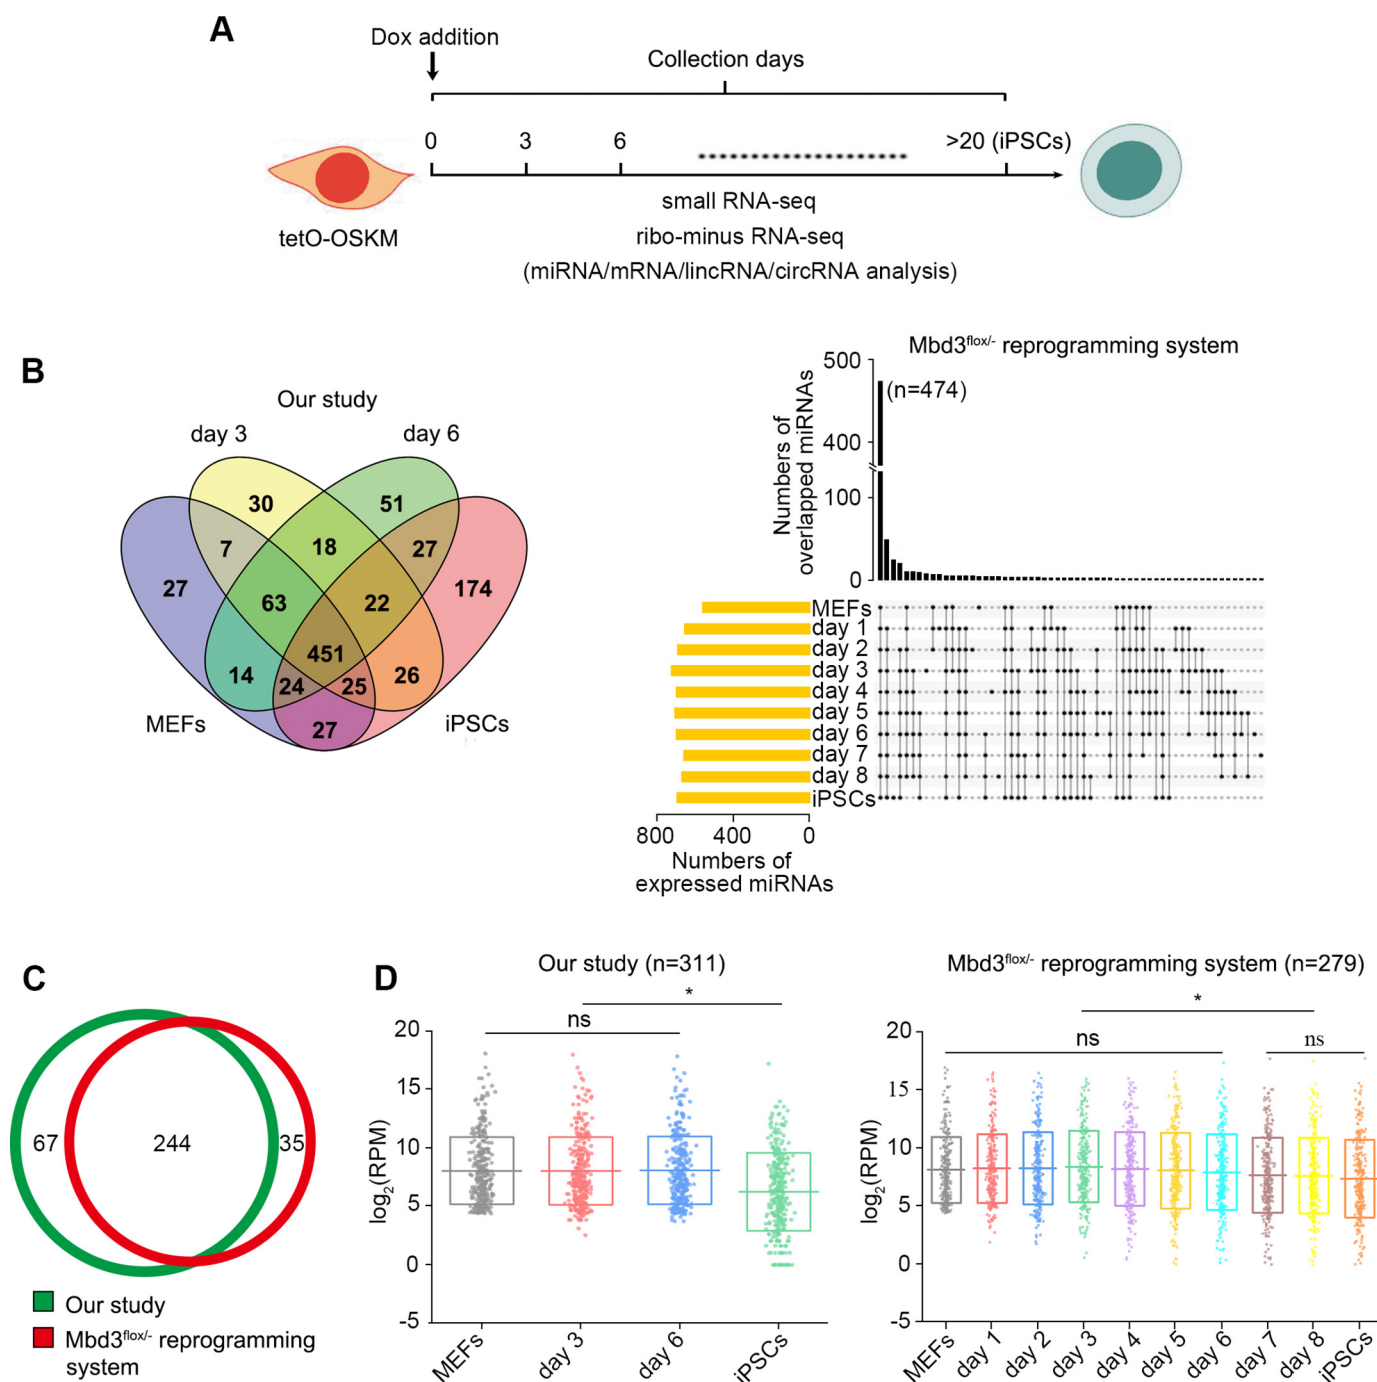 A
Dox addition
Collection days
0 3 6 >20 (iPSCs)
tetO-OSKM
small RNA-seq
ribo-minus RNA-seq
(miRNA/mRNA/lincRNA/circRNA analysis)
B
Our study
day 3 day 6
30 51
7 18 27
27 63 22 174
451
14 24 25 26
27
MEFs iPSCs
Mbd3flox/- reprogramming system
Numbers of
overlapped miRNAs
500
400
100
0
(n=474)
MEFs
day 1
day 2
day 3
day 4
day 5
day 6
day 7
day 8
iPSCs
800 400 0
Numbers of
expressed miRNAs
C
67 244 35
Our study
Mbd3flox/- reprogramming
system
D
Our study (n=311)
*
ns
log2(RPM)
20
15
10
5
0
-5
MEFs day 3 day 6 iPSCs
Mbd3flox/- reprogramming system (n=279)
*
ns ns
log2(RPM)
20
15
10
5
0
-5
MEFs day 1 day 2 day 3 day 4 day 5 day 6 day 7 day 8 iPSCs